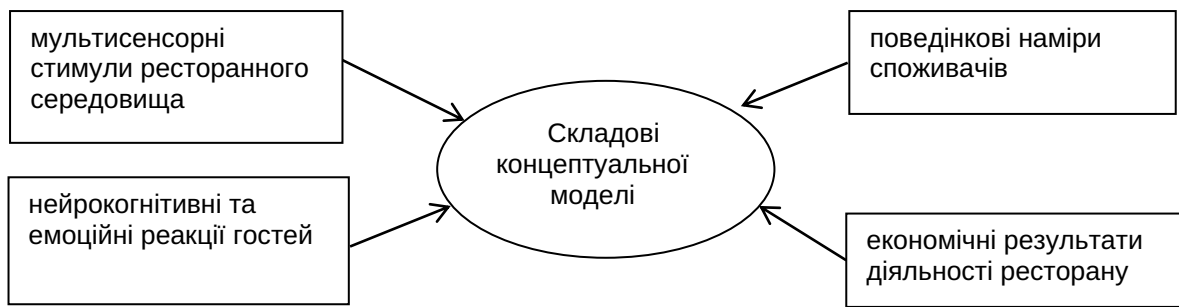 мультисенсорні
стимули ресторанного
середовища
поведінкові наміри
споживачів
Складові
концептуальної
моделі
нейрокогнітивні та
емоційні реакції гостей
економічні результати
діяльності ресторану